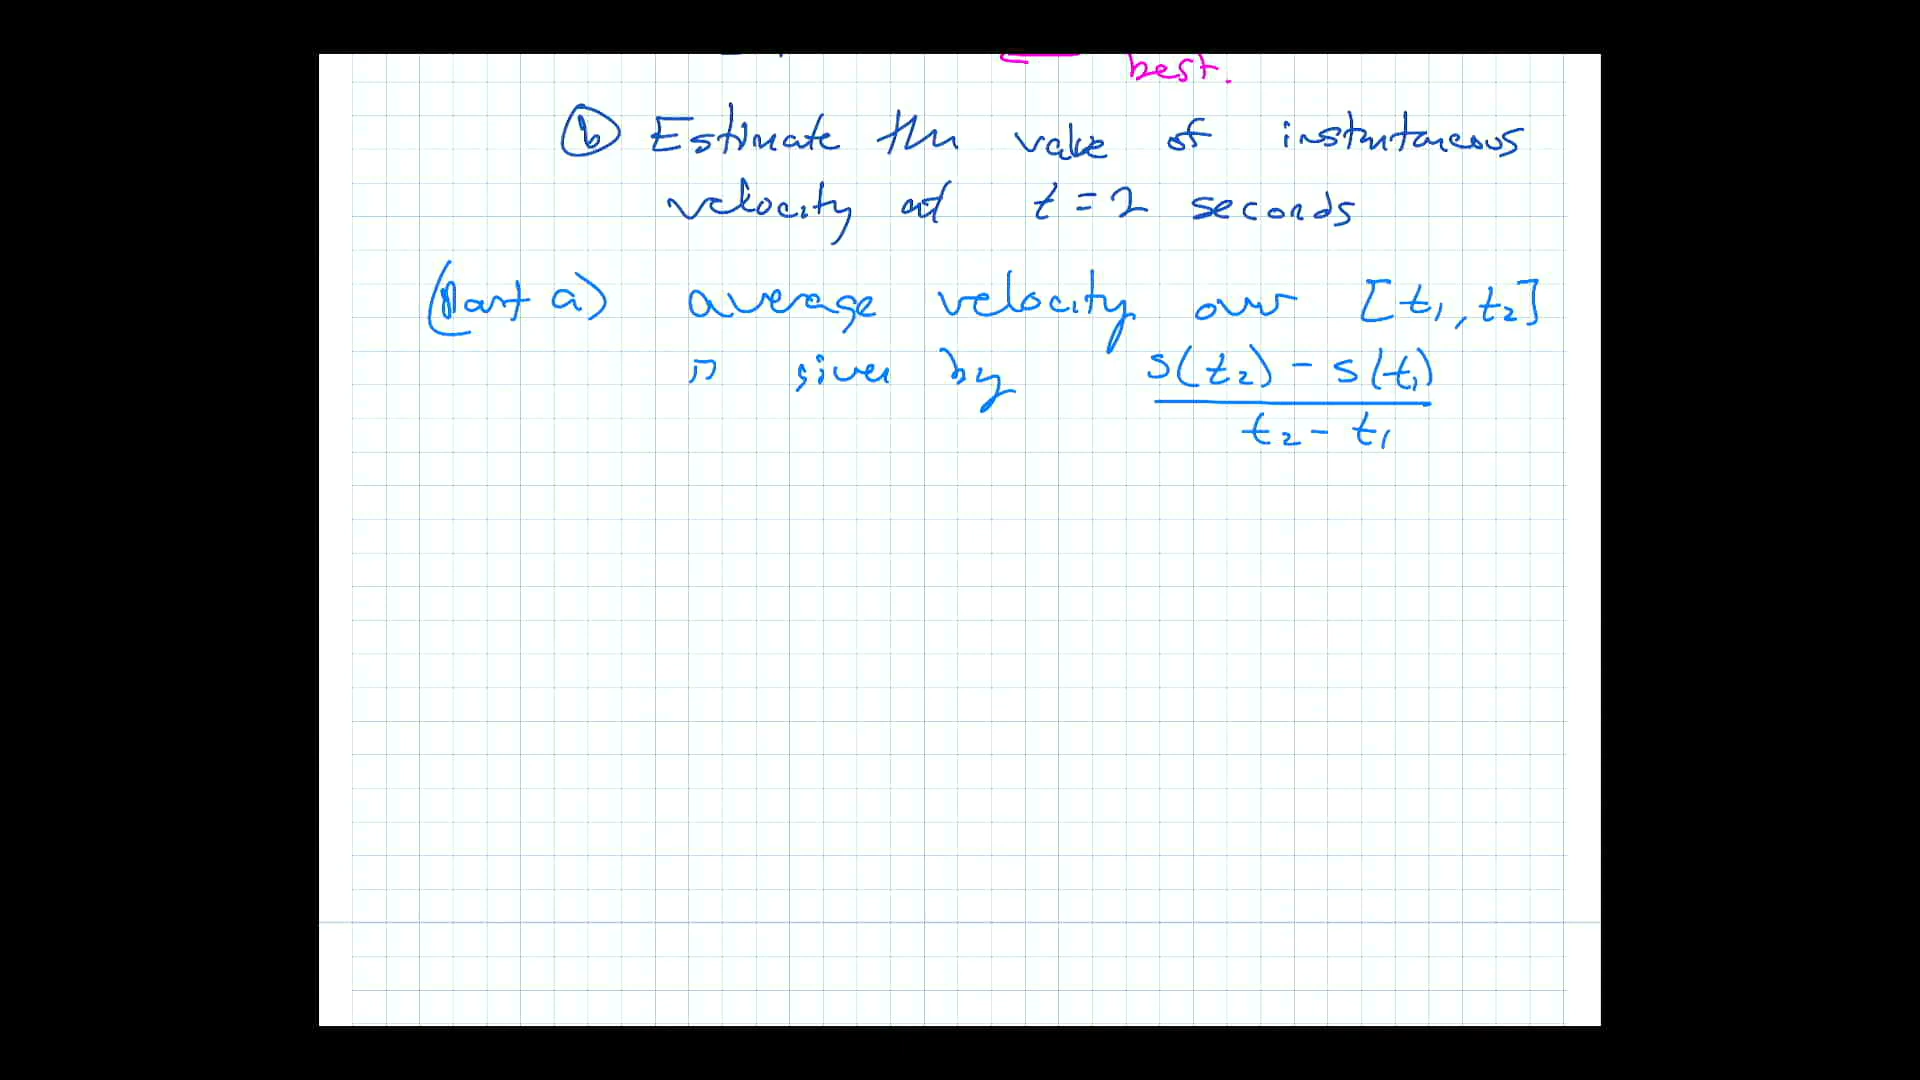 best.
ⓑ Estimate the value of instantaneous
velocity at t = 2 seconds
(Part a) average velocity over [t₁, t₂]
is given by s(t₂) - s(t₁)
t₂ - t₁